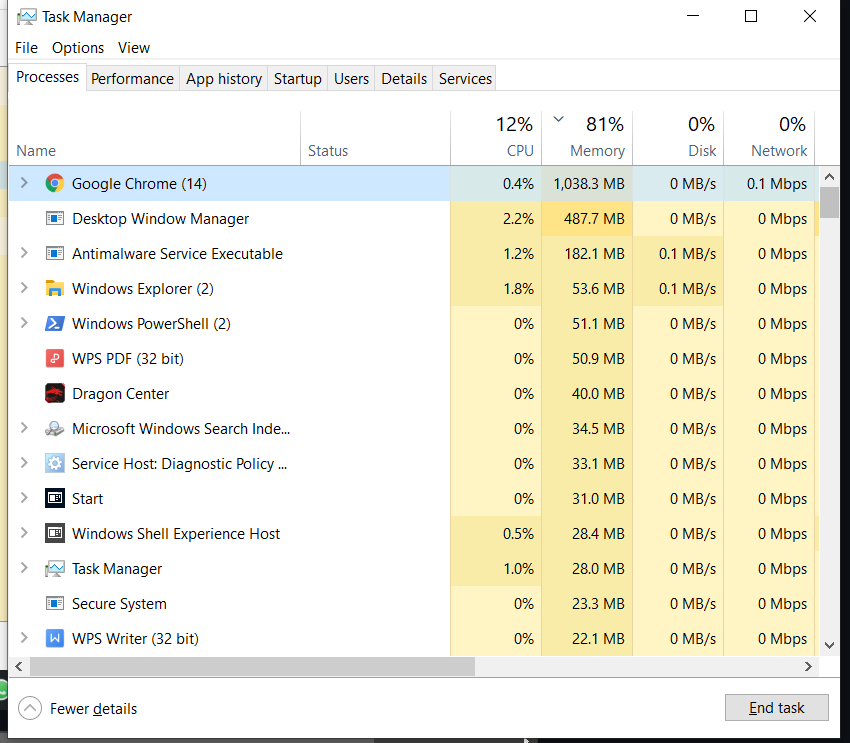 Task Manager
File Options View
Processes Performance App history Startup Users Details Services
12% 81% 0% 0%
Name Status CPU Memory Disk Network
Google Chrome (14) 0.4% 1,038.3 MB 0 MB/s 0.1 Mbps
Desktop Window Manager 2.2% 487.7 MB 0 MB/s 0 Mbps
Antimalware Service Executable 1.2% 182.1 MB 0.1 MB/s 0 Mbps
Windows Explorer (2) 1.8% 53.6 MB 0.1 MB/s 0 Mbps
Windows PowerShell (2) 0% 51.1 MB 0 MB/s 0 Mbps
WPS PDF (32 bit) 0% 50.9 MB 0 MB/s 0 Mbps
Dragon Center 0% 40.0 MB 0 MB/s 0 Mbps
Microsoft Windows Search Inde... 0% 34.5 MB 0 MB/s 0 Mbps
Service Host: Diagnostic Policy ... 0% 33.1 MB 0 MB/s 0 Mbps
Start 0% 31.0 MB 0 MB/s 0 Mbps
Windows Shell Experience Host 0.5% 28.4 MB 0 MB/s 0 Mbps
Task Manager 1.0% 28.0 MB 0 MB/s 0 Mbps
Secure System 0% 23.3 MB 0 MB/s 0 Mbps
WPS Writer (32 bit) 0% 22.1 MB 0 MB/s 0 Mbps
Fewer details End task